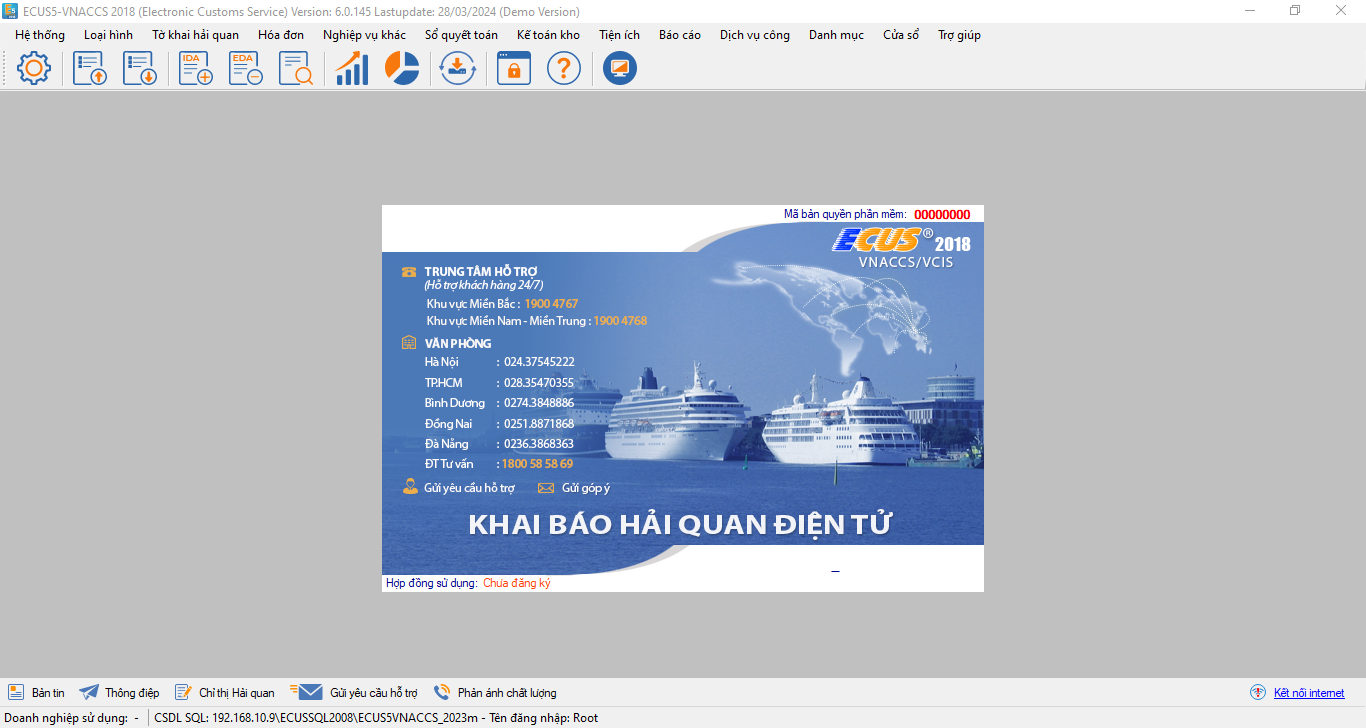 ECUS5-VNACCS 2018 (Electronic Customs Service) Version: 6.0.145 Lastupdate: 28/03/2024 (Demo Version)
Hệ thống Loại hình Tờ khai hải quan Hóa đơn Nghiệp vụ khác Sổ quyết toán Kế toán kho Tiện ích Báo cáo Dịch vụ công Danh mục Cửa sổ Trợ giúp
IDA EDA
Mã bản quyền phần mềm: 00000000
ECUS® 2018
VNACCS/VCIS
TRUNG TÂM HỖ TRỢ
(Hỗ trợ khách hàng 24/7)
Khu vực Miền Bắc : 1900 4767
Khu vực Miền Nam - Miền Trung : 1900 4768
VĂN PHÒNG
Hà Nội : 024.37545222
TP.HCM : 028.35470355
Bình Dương : 0274.3848886
Đồng Nai : 0251.8871868
Đà Nẵng : 0236.3868363
ĐT Tư vấn : 1800 58 58 69
Gửi yêu cầu hỗ trợ Gửi góp ý
KHAI BÁO HẢI QUAN ĐIỆN TỬ
Hợp đồng sử dụng: Chưa đăng ký
Bản tin Thông điệp Chỉ thị Hải quan Gửi yêu cầu hỗ trợ Phản ánh chất lượng Kết nối internet
Doanh nghiệp sử dụng: - CSDL SQL: 192.168.10.9\ECUSSQL2008\ECUS5VNACCS_2023m - Tên đăng nhập: Root